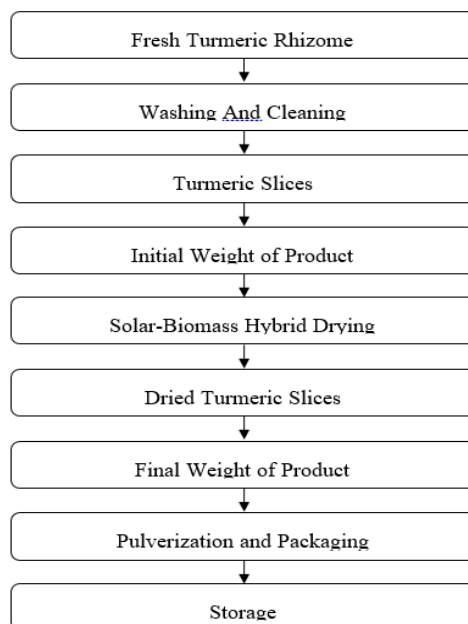 Fresh Turmeric Rhizome
Washing And Cleaning
Turmeric Slices
Initial Weight of Product
Solar-Biomass Hybrid Drying
Dried Turmeric Slices
Final Weight of Product
Pulverization and Packaging
Storage